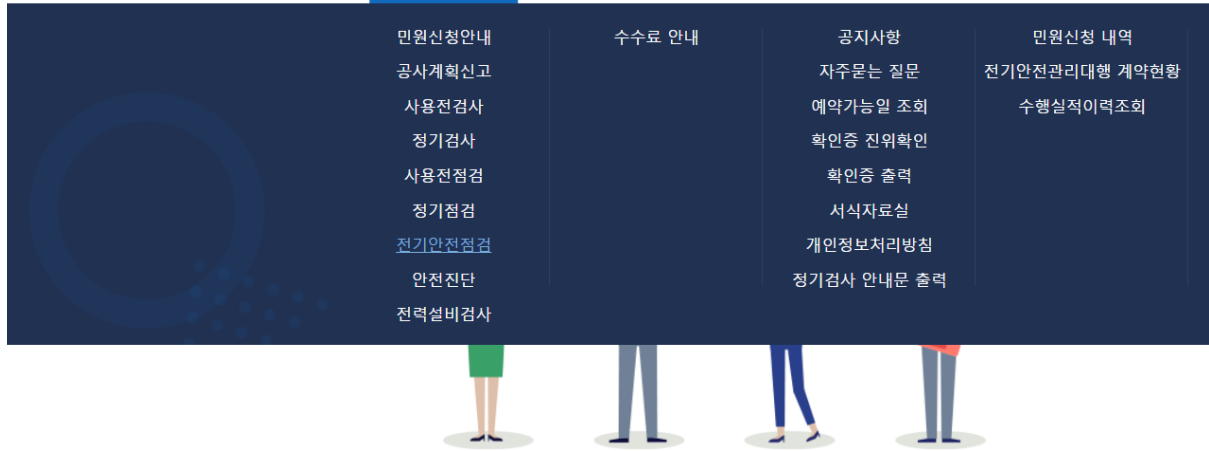 민원신청안내
공사계획신고
사용전검사
정기검사
사용전점검
정기점검
전기안전점검
안전진단
전력설비검사
수수료 안내
공지사항
자주묻는 질문
예약가능일 조회
확인증 진위확인
확인증 출력
서식자료실
개인정보처리방침
정기검사 안내문 출력
민원신청 내역
전기안전관리대행 계약현황
수행실적이력조회